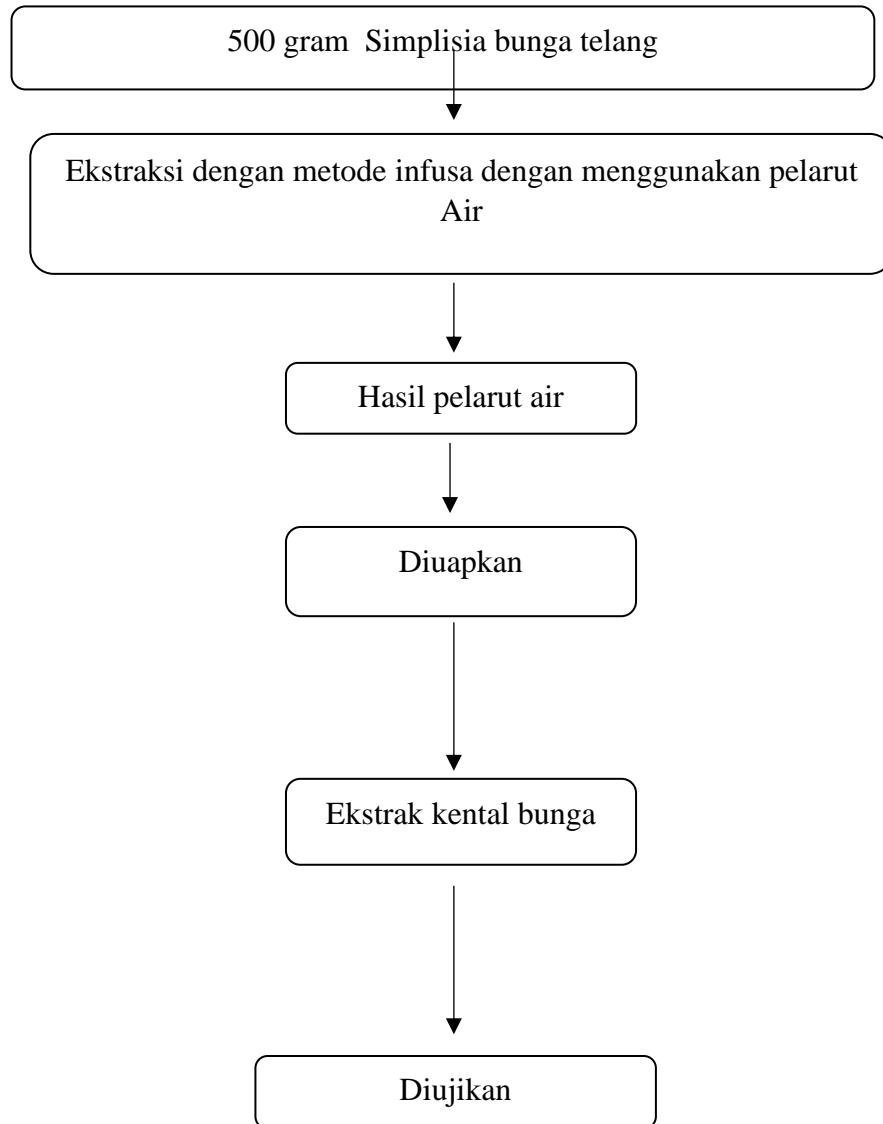 500 gram  Simplisia bunga telang
Ekstraksi dengan metode infusa dengan menggunakan pelarut
Air
Hasil pelarut air
Diuapkan
Ekstrak kental bunga
Diujikan